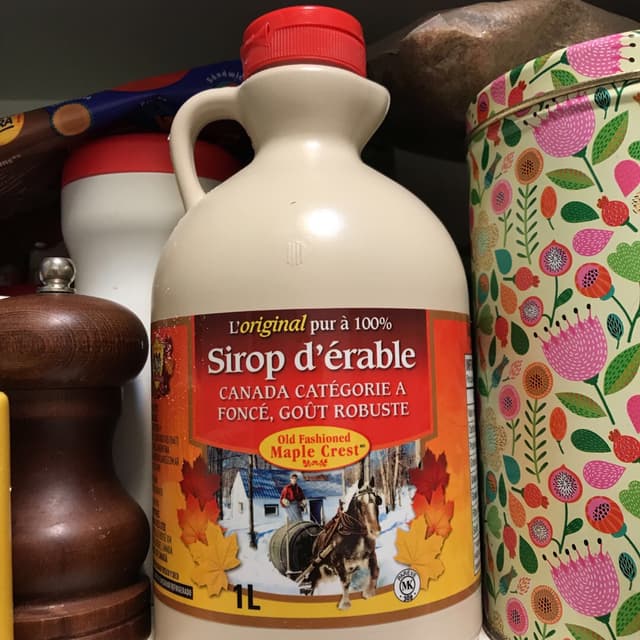 L'original pur à 100%
Sirop d'érable
CANADA CATÉGORIE A
FONCÉ, GOÛT ROBUSTE
Old Fashioned
Maple Crest
1L
MK